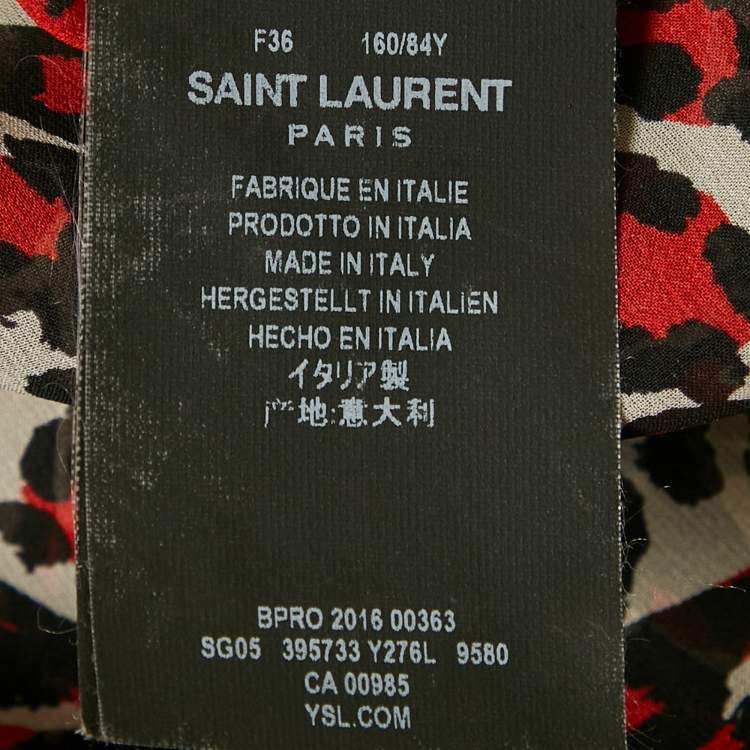 F36 160/84Y
SAINT LAURENT
PARIS
FABRIQUE EN ITALIE
PRODOTTO IN ITALIA
MADE IN ITALY
HERGESTELLT IN ITALIEN
HECHO EN ITALIA
イタリア製
产地:意大利
BPRO 2016 00363
SG05 395733 Y276L 9580
CA 00985
YSL.COM